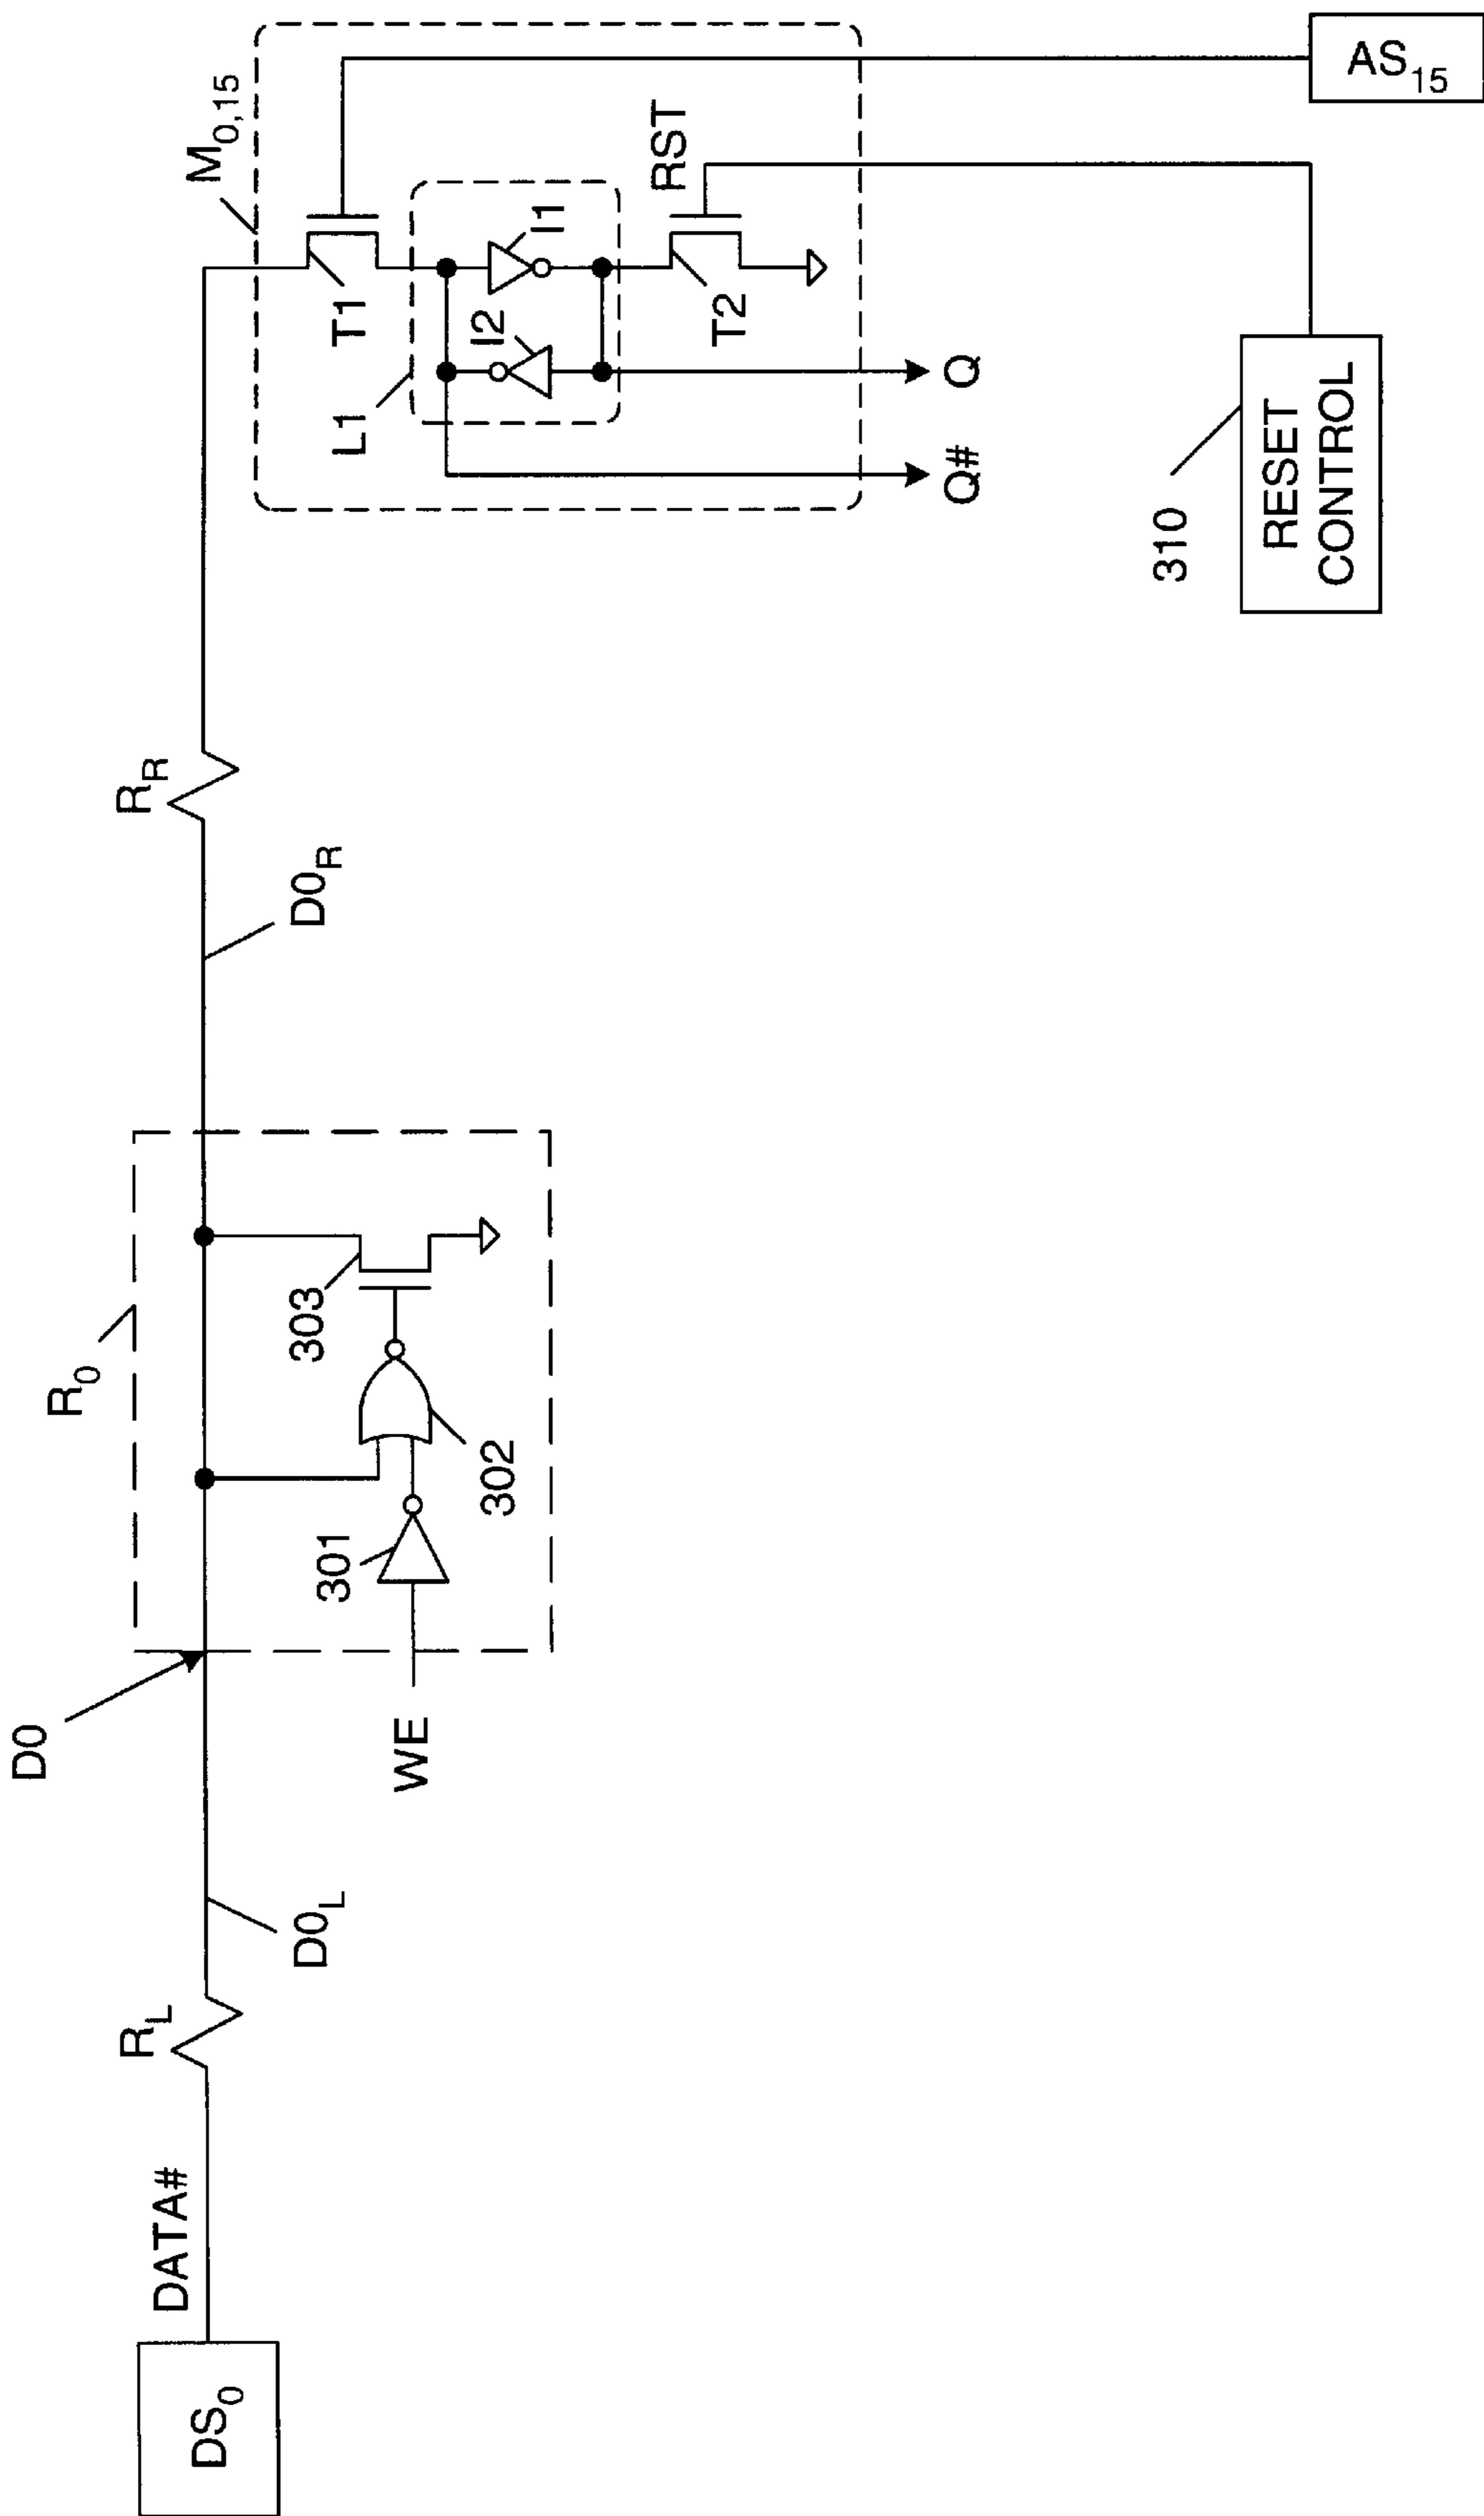 DS0
DATA#
RL
D0L
D0
WE
R0
301
302
303
D0R
RR
M0,15
T1
L1
I1
I2
RST
T2
Q
Q#
310
RESET
CONTROL
AS15